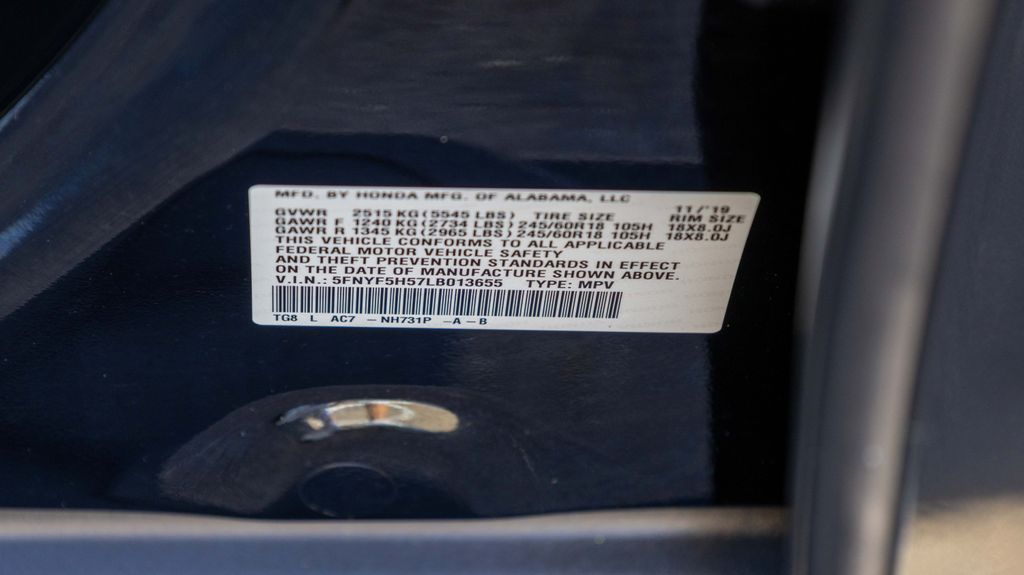 MFD. BY HONDA MFG. OF ALABAMA, LLC
11/'19
GVWR 2515 KG (5545 LBS) TIRE SIZE RIM SIZE
GAWR F 1240 KG (2734 LBS) 245/60R18 105H 18X8.0J
GAWR R 1345 KG (2965 LBS) 245/60R18 105H 18X8.0J
THIS VEHICLE CONFORMS TO ALL APPLICABLE
FEDERAL MOTOR VEHICLE SAFETY
AND THEFT PREVENTION STANDARDS IN EFFECT
ON THE DATE OF MANUFACTURE SHOWN ABOVE.
V.I.N.: 5FNYF5H57LB013655 TYPE: MPV
TG8 L AC7 - NH731P -A-B